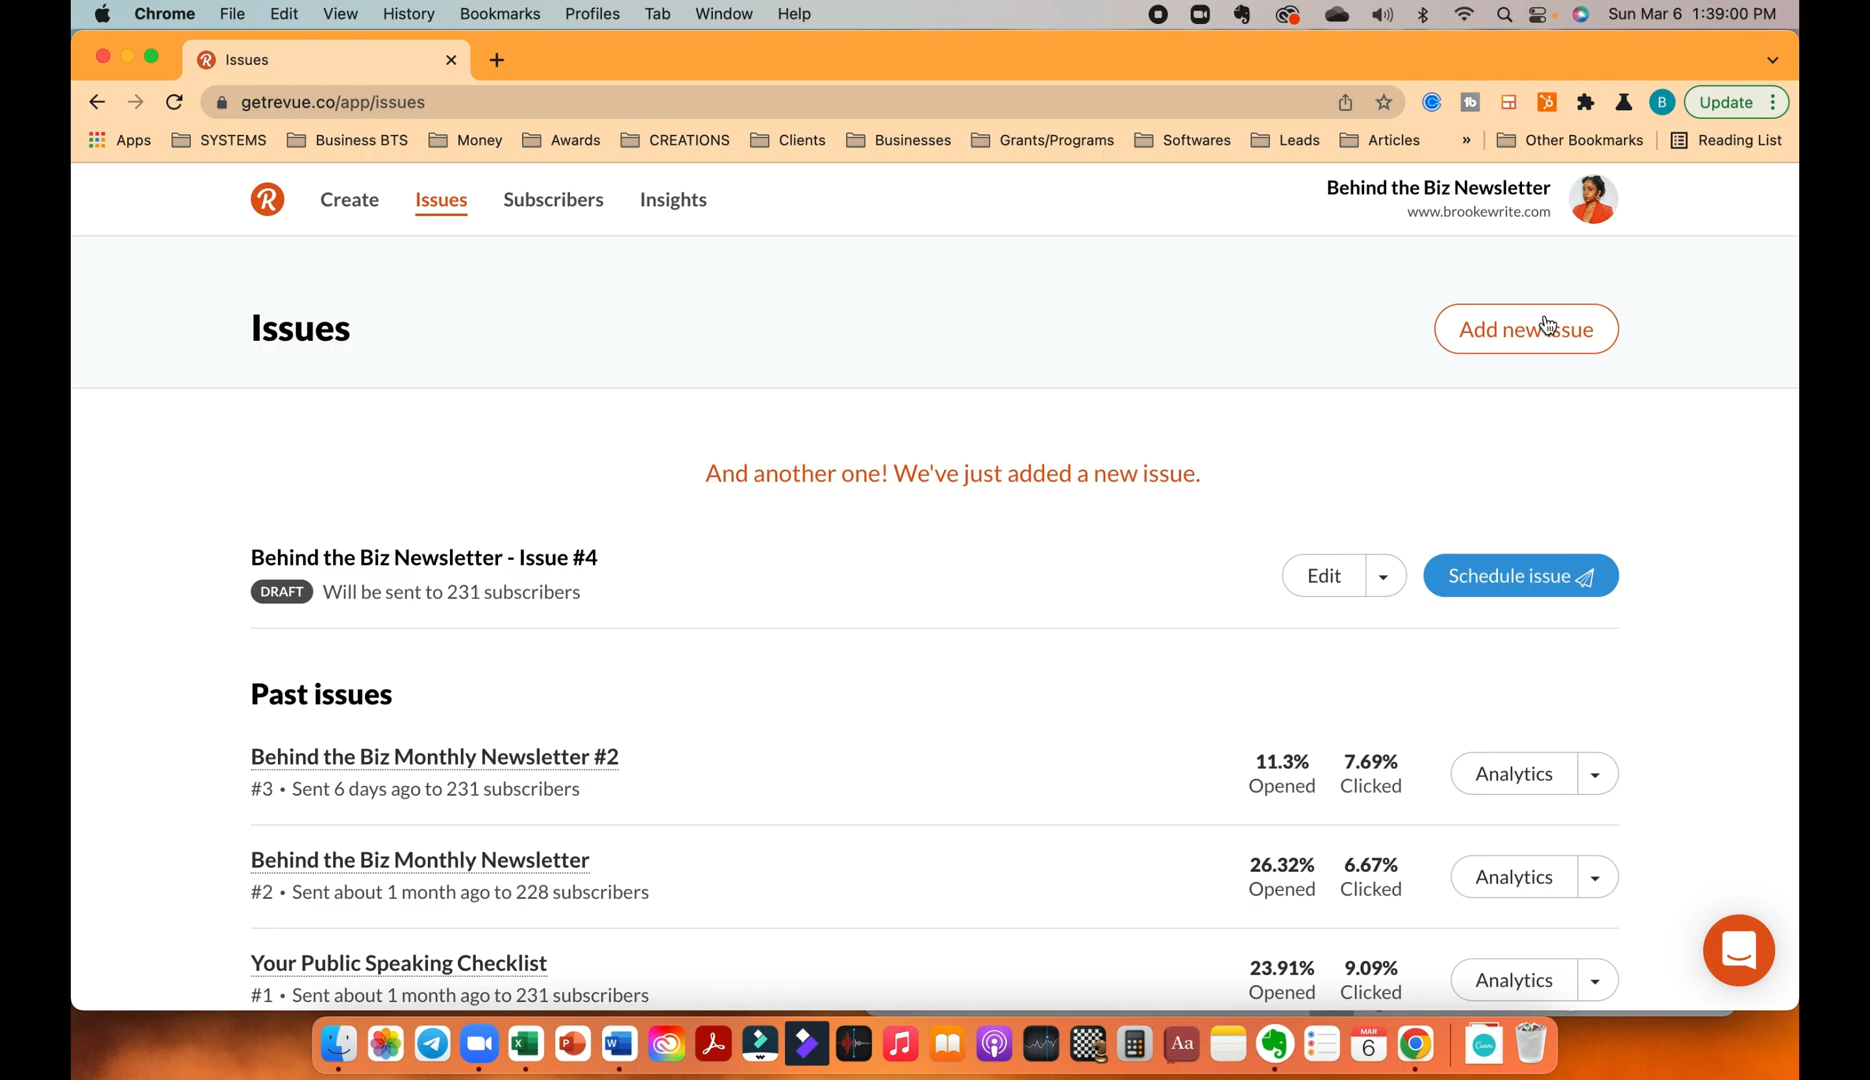 Chrome File Edit View History Bookmarks Profiles Tab Window Help Sun Mar 6 1:39:00 PM
Issues
getrevue.co/app/issues
B Update
Apps SYSTEMS Business BTS Money Awards CREATIONS Clients Businesses Grants/Programs Softwares Leads Articles » Other Bookmarks Reading List
R Create Issues Subscribers Insights
Behind the Biz Newsletter
www.brookewrite.com
Issues
Add new issue
And another one! We've just added a new issue.
Behind the Biz Newsletter - Issue #4
DRAFT Will be sent to 231 subscribers
Edit Schedule issue
Past issues
Behind the Biz Monthly Newsletter #2
#3 • Sent 6 days ago to 231 subscribers
11.3% 7.69%
Opened Clicked
Analytics
Behind the Biz Monthly Newsletter
#2 • Sent about 1 month ago to 228 subscribers
26.32% 6.67%
Opened Clicked
Analytics
Your Public Speaking Checklist
#1 • Sent about 1 month ago to 231 subscribers
23.91% 9.09%
Opened Clicked
Analytics
X P W Aa MAR 6 Canva